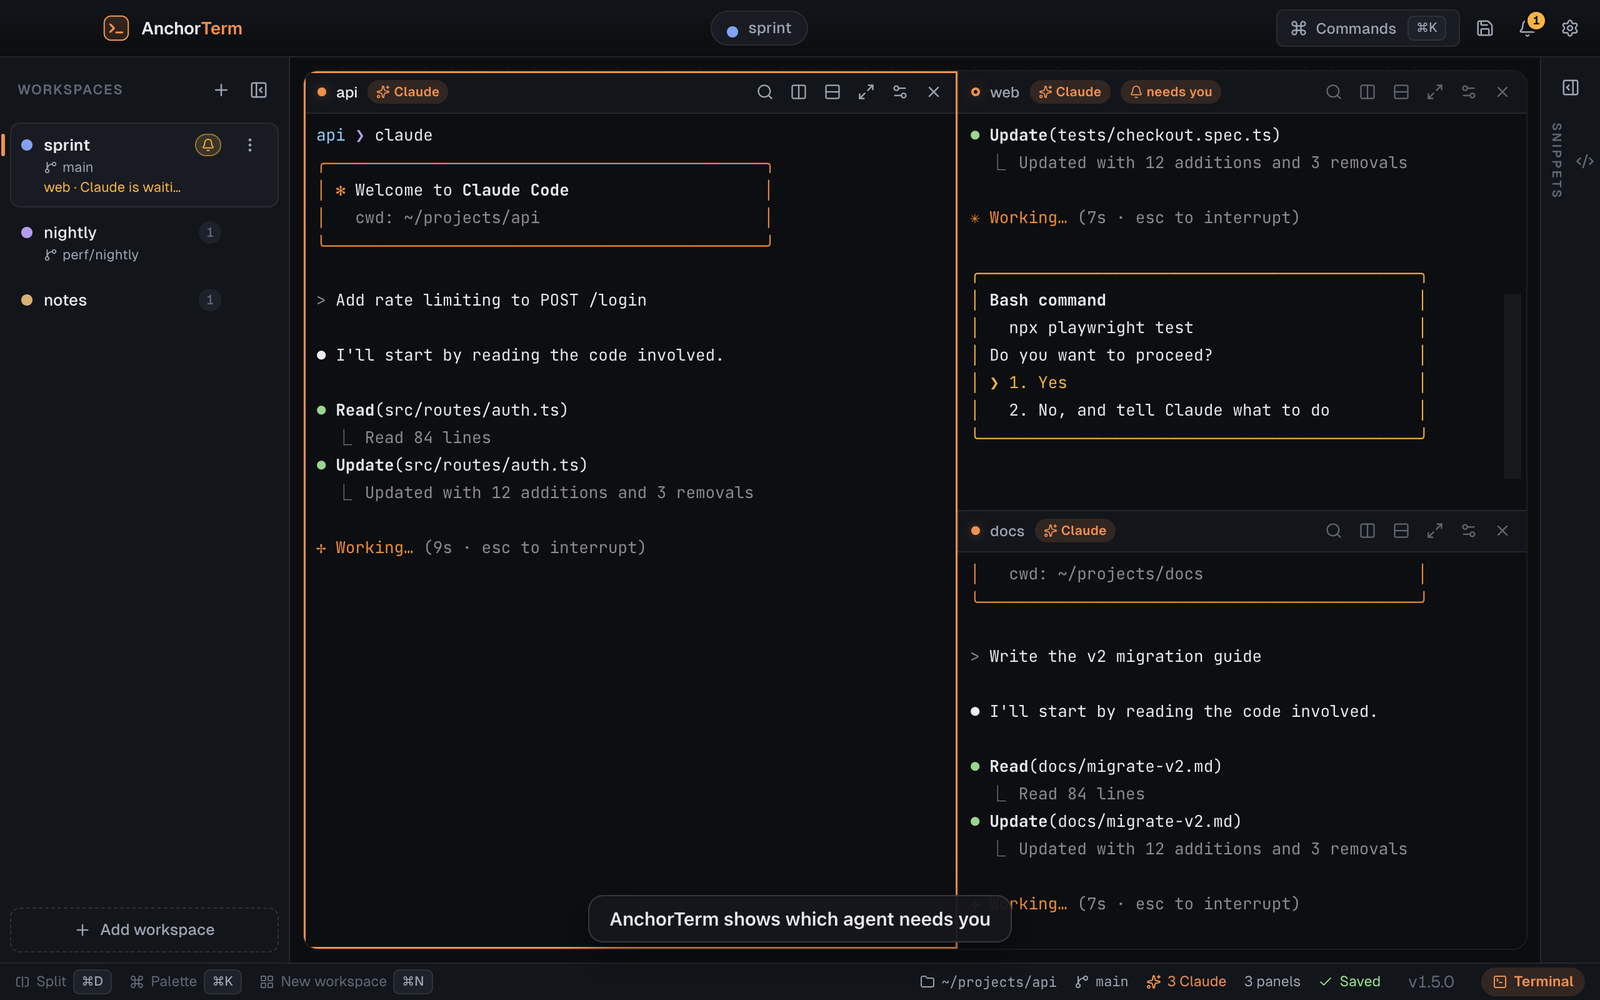 AnchorTerm
sprint
Commands ⌘K
1
WORKSPACES
sprint
main
web · Claude is waiti…
nightly 1
perf/nightly
notes 1
Add workspace
api Claude
api ❯ claude
✻ Welcome to Claude Code
cwd: ~/projects/api
> Add rate limiting to POST /login
● I'll start by reading the code involved.
● Read(src/routes/auth.ts)
⎿ Read 84 lines
● Update(src/routes/auth.ts)
⎿ Updated with 12 additions and 3 removals
✢ Working… (9s · esc to interrupt)
web Claude needs you
● Update(tests/checkout.spec.ts)
⎿ Updated with 12 additions and 3 removals
✳ Working… (7s · esc to interrupt)
Bash command
npx playwright test
Do you want to proceed?
❯ 1. Yes
2. No, and tell Claude what to do
docs Claude
cwd: ~/projects/docs
> Write the v2 migration guide
● I'll start by reading the code involved.
● Read(docs/migrate-v2.md)
⎿ Read 84 lines
● Update(docs/migrate-v2.md)
⎿ Updated with 12 additions and 3 removals
orking… (7s · esc to interrupt)
AnchorTerm shows which agent needs you
SNIPPETS
Split ⌘D Palette ⌘K New workspace ⌘N
~/projects/api main 3 Claude 3 panels Saved v1.5.0 Terminal